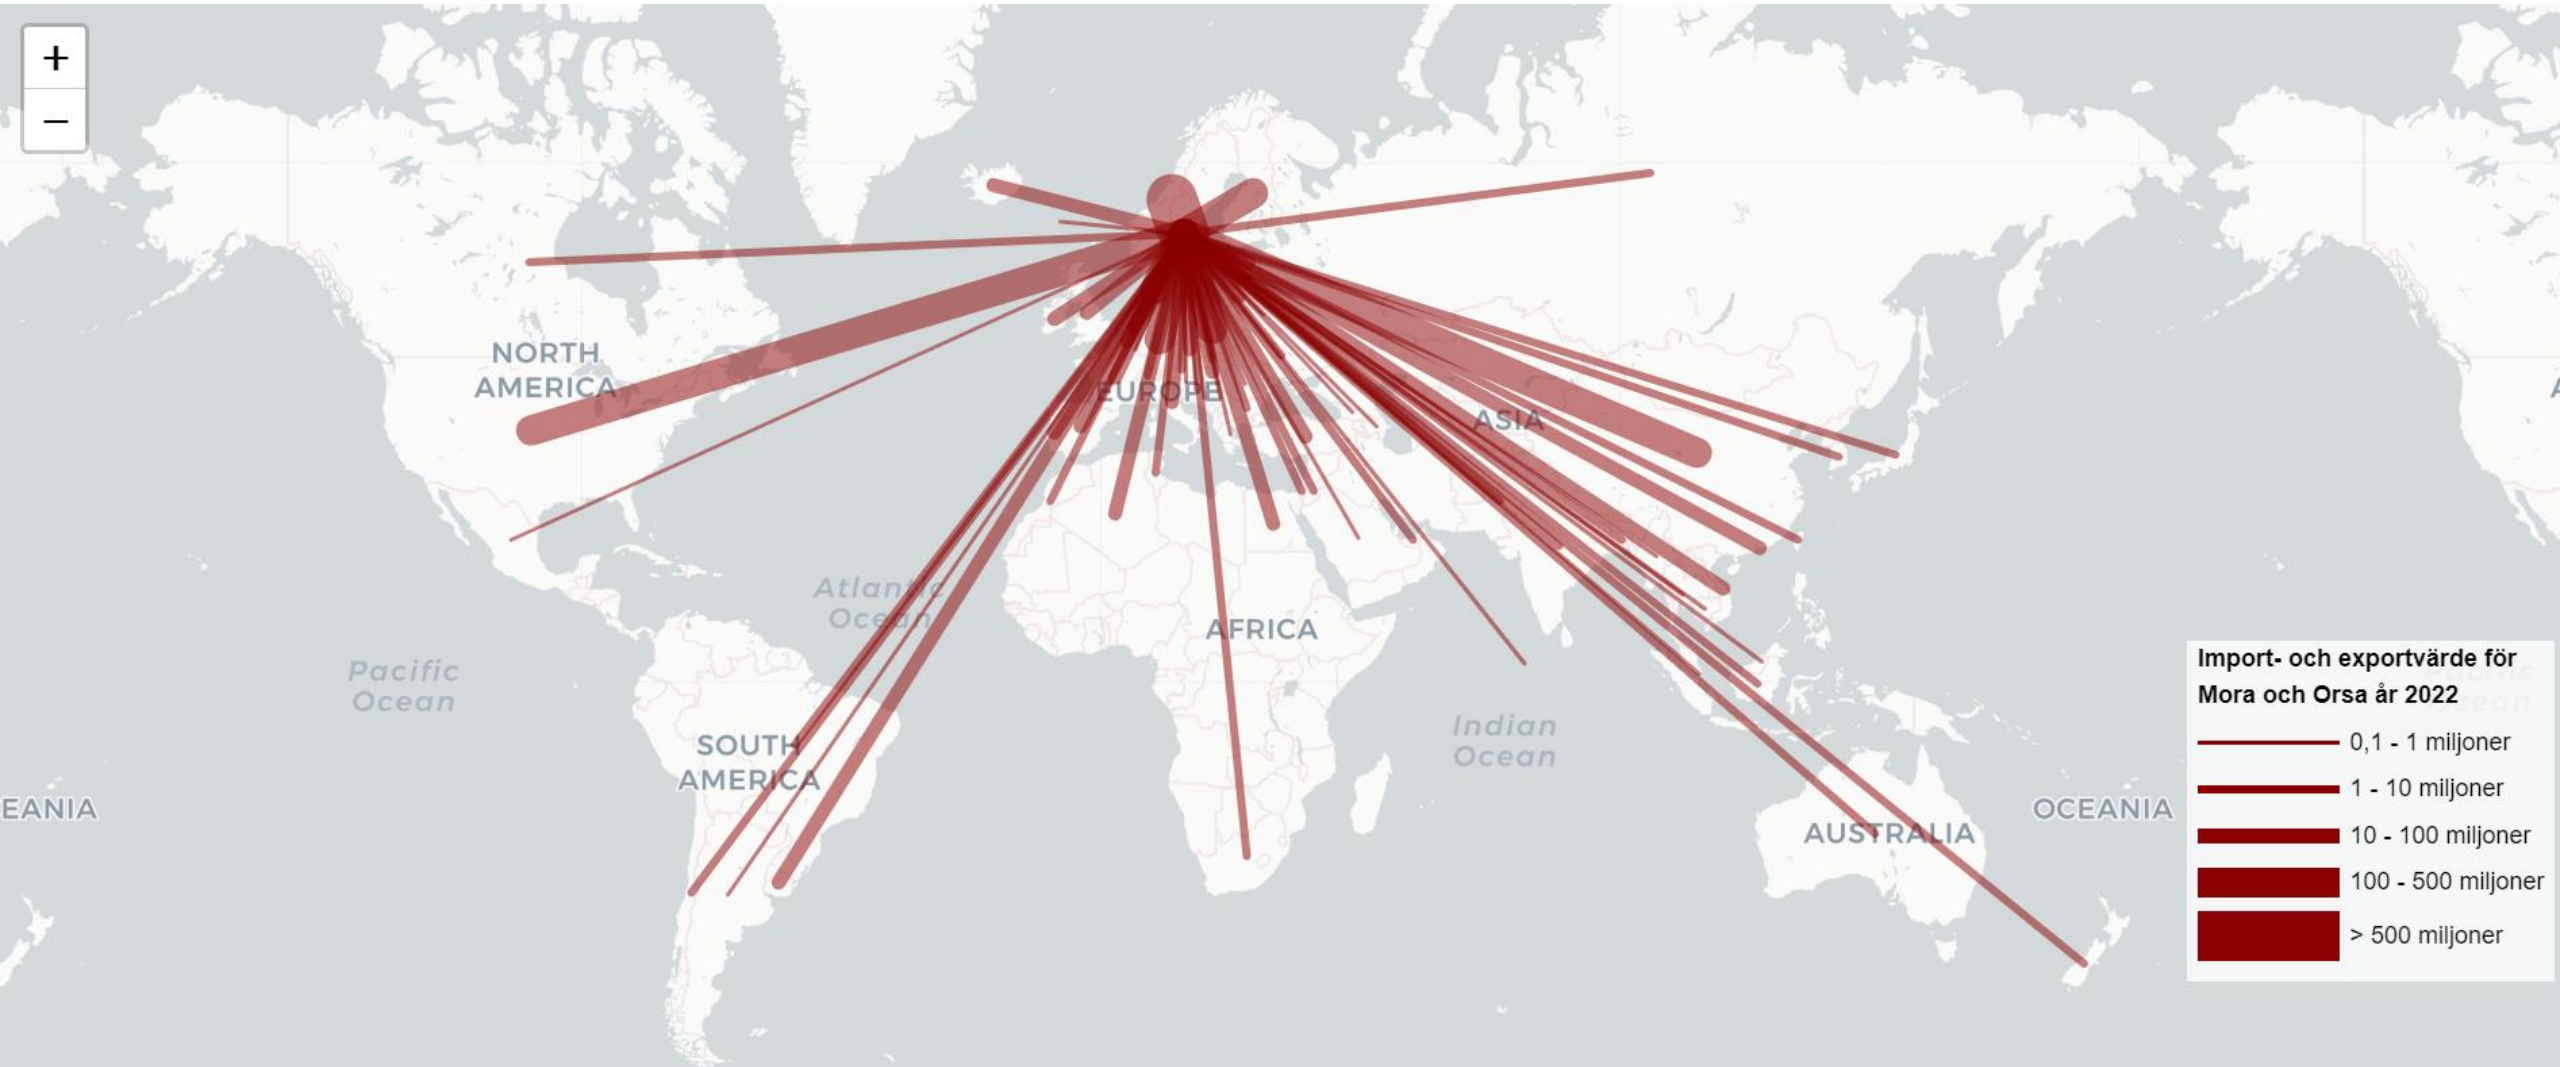 +
−
NORTH
AMERICA
EUROPE
ASIA
Atlantic
Ocean
AFRICA
Pacific
Ocean
SOUTH
AMERICA
Indian
Ocean
EANIA
AUSTRALIA
OCEANIA
Import- och exportvärde för
Mora och Orsa år 2022
0,1 - 1 miljoner
1 - 10 miljoner
10 - 100 miljoner
100 - 500 miljoner
> 500 miljoner